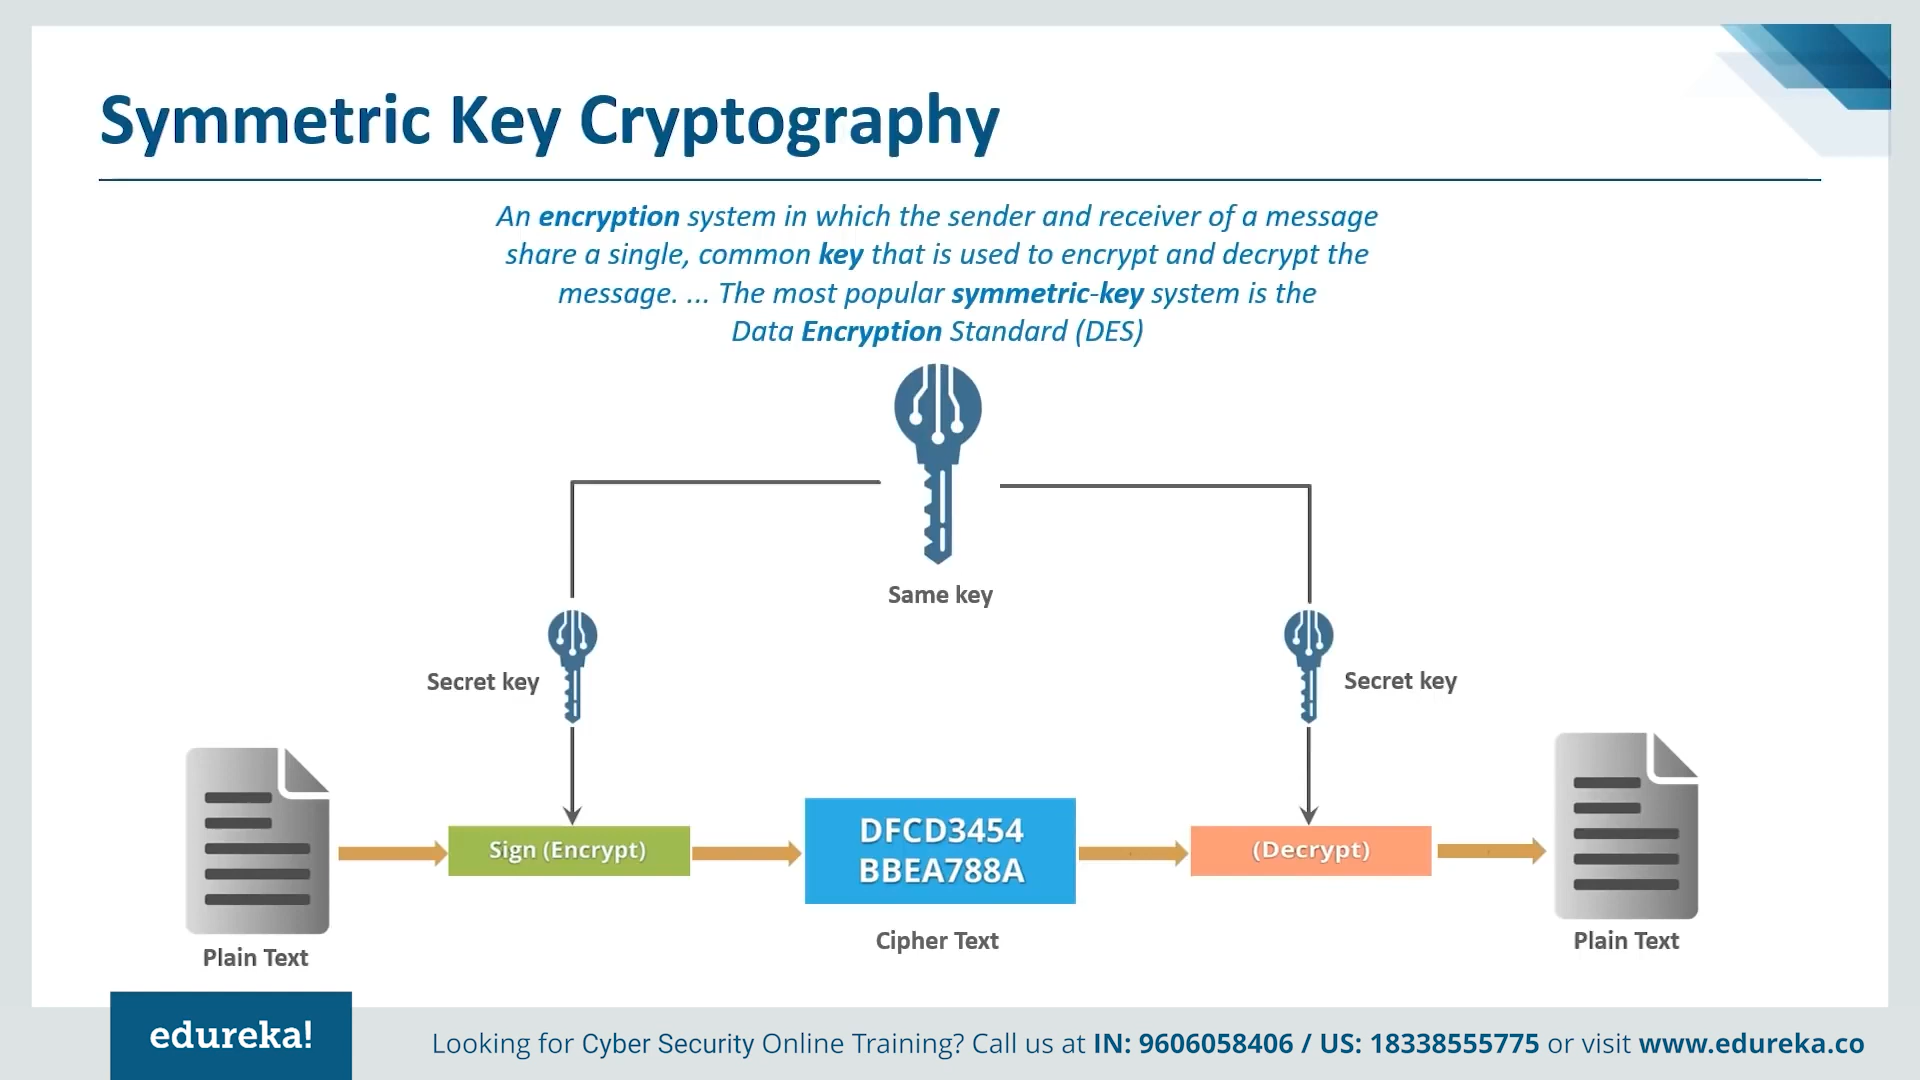 Symmetric Key Cryptography
An encryption system in which the sender and receiver of a message
share a single, common key that is used to encrypt and decrypt the
message. ... The most popular symmetric-key system is the
Data Encryption Standard (DES)
Same key
Secret key
Secret key
Sign (Encrypt)
DFCD3454
BBEA788A
(Decrypt)
Plain Text
Cipher Text
Plain Text
edureka!
Looking for Cyber Security Online Training? Call us at IN: 9606058406 / US: 18338555775 or visit www.edureka.co